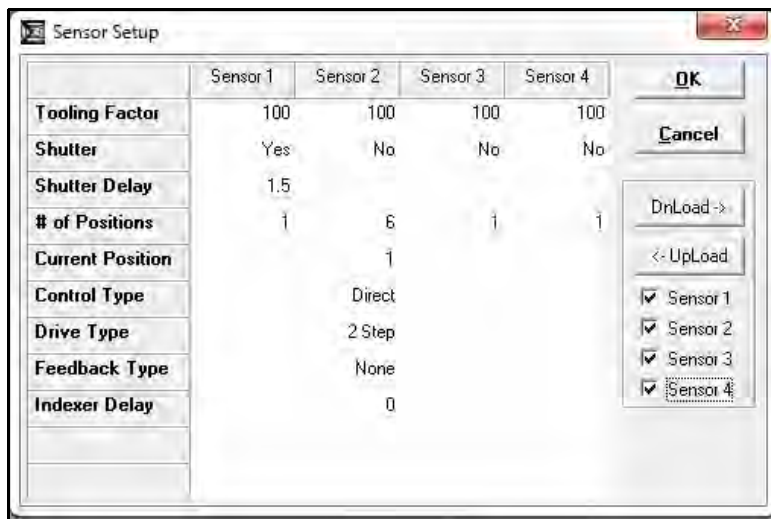 Sensor Setup
Sensor 1 Sensor 2 Sensor 3 Sensor 4
Tooling Factor 100 100 100 100
Shutter Yes No No No
Shutter Delay 1.5
# of Positions 1 6 1 1
Current Position 1
Control Type Direct
Drive Type 2 Step
Feedback Type None
Indexer Delay 0
OK
Cancel
DnLoad ->
<- UpLoad
Sensor 1
Sensor 2
Sensor 3
Sensor 4